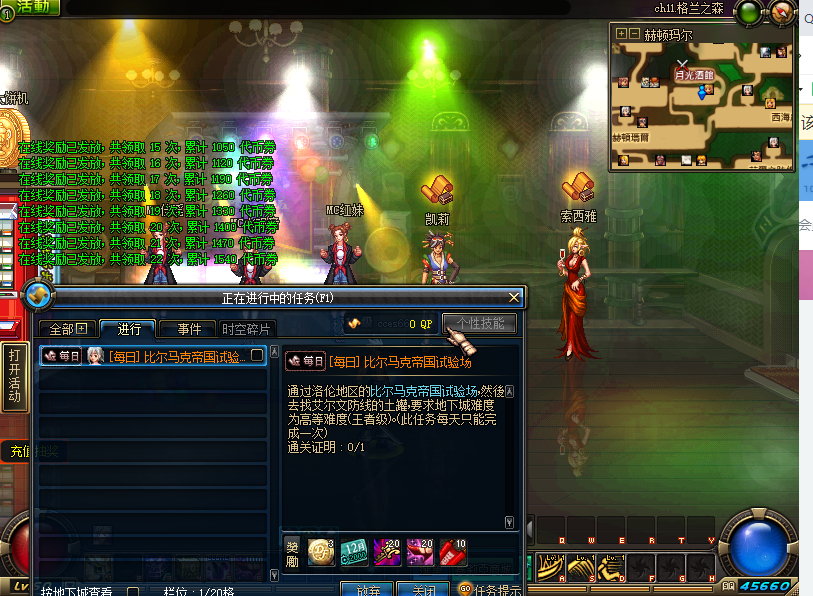 活動
ch11.格兰之森
赫顿玛尔
月光酒館
西海
赫頓瑪爾
饼机
在线奖励已发放，共领取 15 次，累计 1050 代币券
在线奖励已发放，共领取 16 次，累计 1120 代币券
在线奖励已发放，共领取 17 次，累计 1190 代币券
在线奖励已发放，共领取 18 次，累计 1260 代币券
在线奖励已发放，共领取 19 次，累计 1330 代币券
在线奖励已发放，共领取 20 次，累计 1400 代币券
在线奖励已发放，共领取 21 次，累计 1470 代币券
在线奖励已发放，共领取 22 次，累计 1540 代币券
MC红妹
凯莉
索西雅
正在进行中的任务(F1)
全部
进行
事件
时空碎片
0 QP
个性技能
每日
[每日] 比尔马克帝国试验...
每日
[每日] 比尔马克帝国试验场
通过洛伦地区的比尔马克帝国试验场,然後
去找艾尔文防线的土罐,要求地下城难度
为高等难度(王者级)。(此任务每天只能完
成一次)
通关证明：0/1
打开活动
充值抽奖
奖励
3
12月
20
20
10
按地下城查看
栏位：1/20格
放弃
关闭
GO 任务提示
Q W E R T Y
A S D F G H
Lv
45660